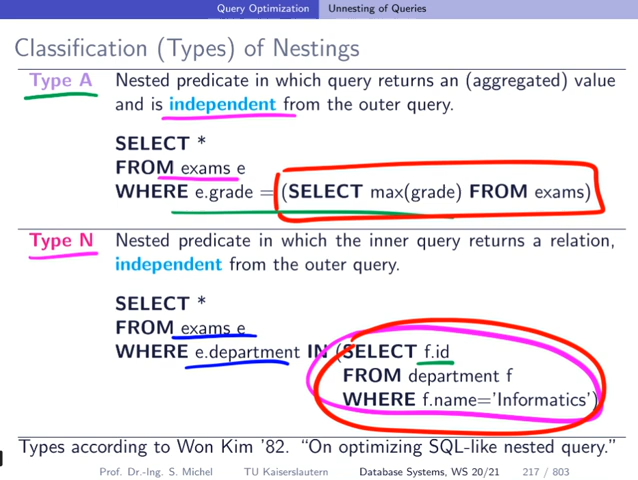 Query Optimization Unnesting of Queries
Classification (Types) of Nestings
Type A Nested predicate in which query returns an (aggregated) value
and is independent from the outer query.
SELECT *
FROM exams e
WHERE e.grade = (SELECT max(grade) FROM exams)
Type N Nested predicate in which the inner query returns a relation,
independent from the outer query.
SELECT *
FROM exams e
WHERE e.department IN (SELECT f.id
FROM department f
WHERE f.name='Informatics')
Types according to Won Kim '82. “On optimizing SQL-like nested query.”
Prof. Dr.-Ing. S. Michel TU Kaiserslautern Database Systems, WS 20/21 217 / 803